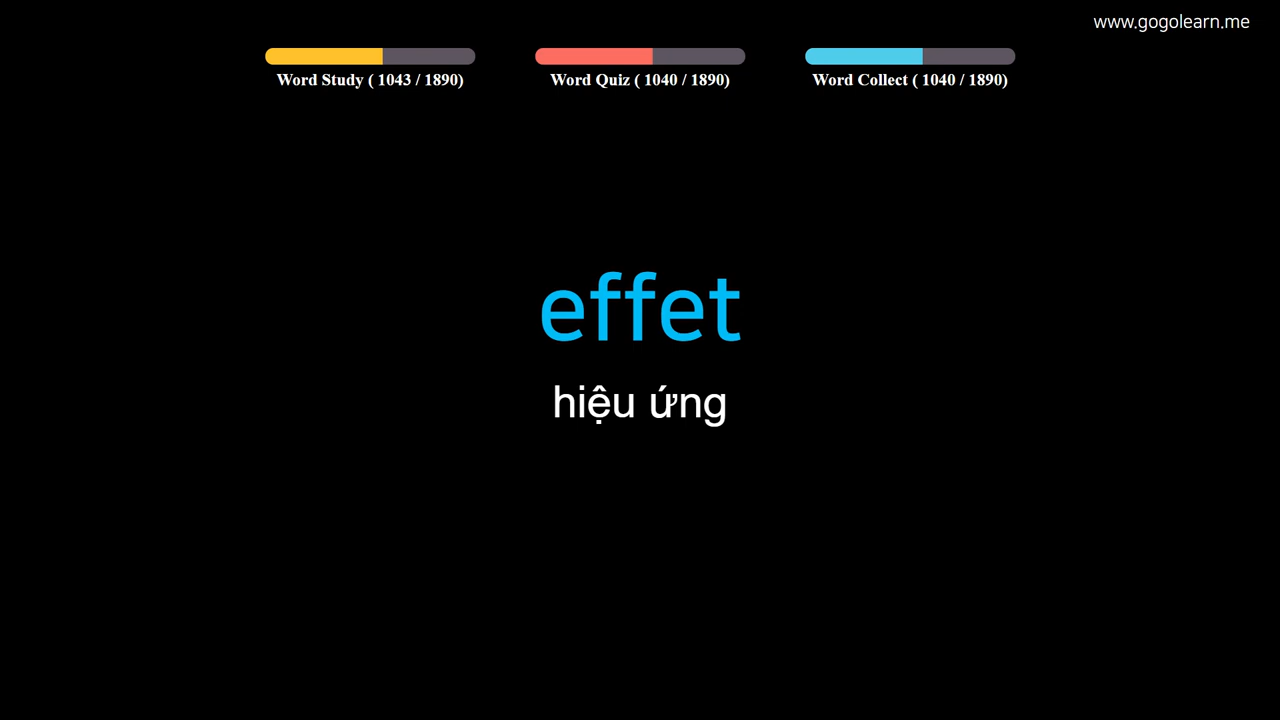 www.gogolearn.me
Word Study ( 1043 / 1890)
Word Quiz ( 1040 / 1890)
Word Collect ( 1040 / 1890)
effet
hiệu ứng